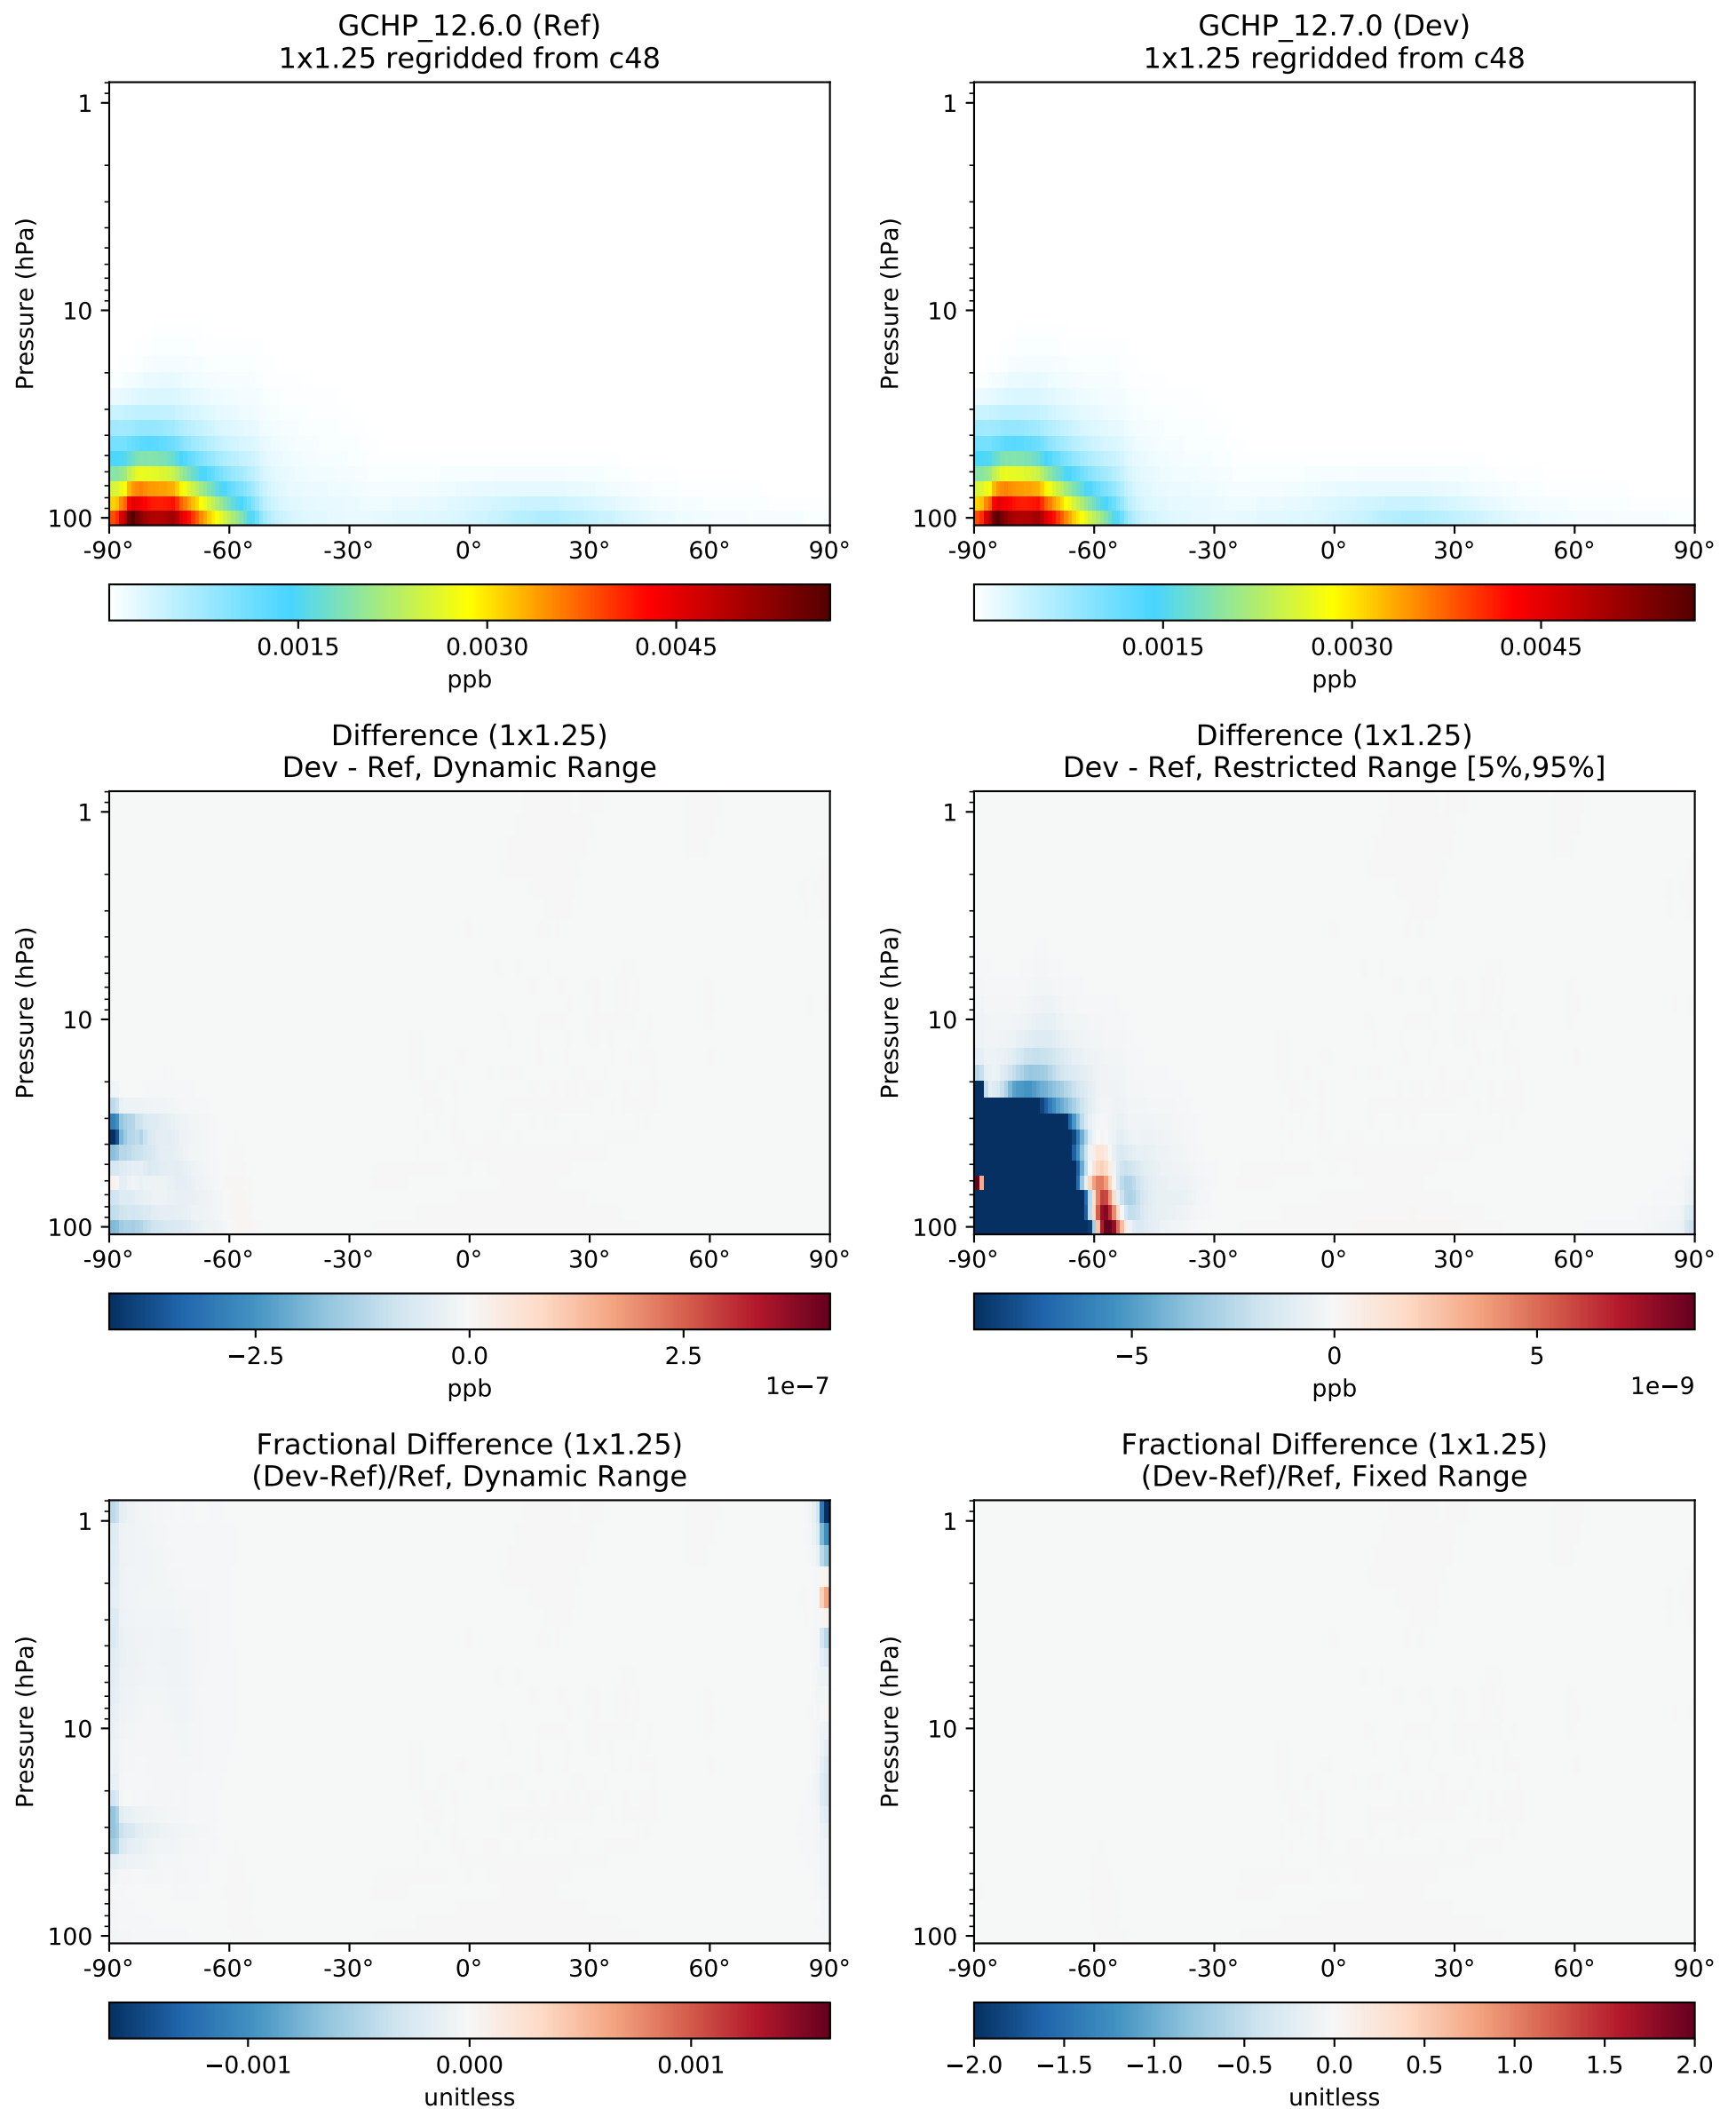 GCHP_12.6.0 (Ref)
1x1.25 regridded from c48
Pressure (hPa)
1
10
100
-90° -60° -30° 0° 30° 60° 90°
0.0015 0.0030 0.0045
ppb
GCHP_12.7.0 (Dev)
1x1.25 regridded from c48
Pressure (hPa)
1
10
100
-90° -60° -30° 0° 30° 60° 90°
0.0015 0.0030 0.0045
ppb
Difference (1x1.25)
Dev - Ref, Dynamic Range
Pressure (hPa)
1
10
100
-90° -60° -30° 0° 30° 60° 90°
−2.5 0.0 2.5
ppb 1e−7
Difference (1x1.25)
Dev - Ref, Restricted Range [5%,95%]
Pressure (hPa)
1
10
100
-90° -60° -30° 0° 30° 60° 90°
−5 0 5
ppb 1e−9
Fractional Difference (1x1.25)
(Dev-Ref)/Ref, Dynamic Range
Pressure (hPa)
1
10
100
-90° -60° -30° 0° 30° 60° 90°
−0.001 0.000 0.001
unitless
Fractional Difference (1x1.25)
(Dev-Ref)/Ref, Fixed Range
Pressure (hPa)
1
10
100
-90° -60° -30° 0° 30° 60° 90°
−2.0 −1.5 −1.0 −0.5 0.0 0.5 1.0 1.5 2.0
unitless